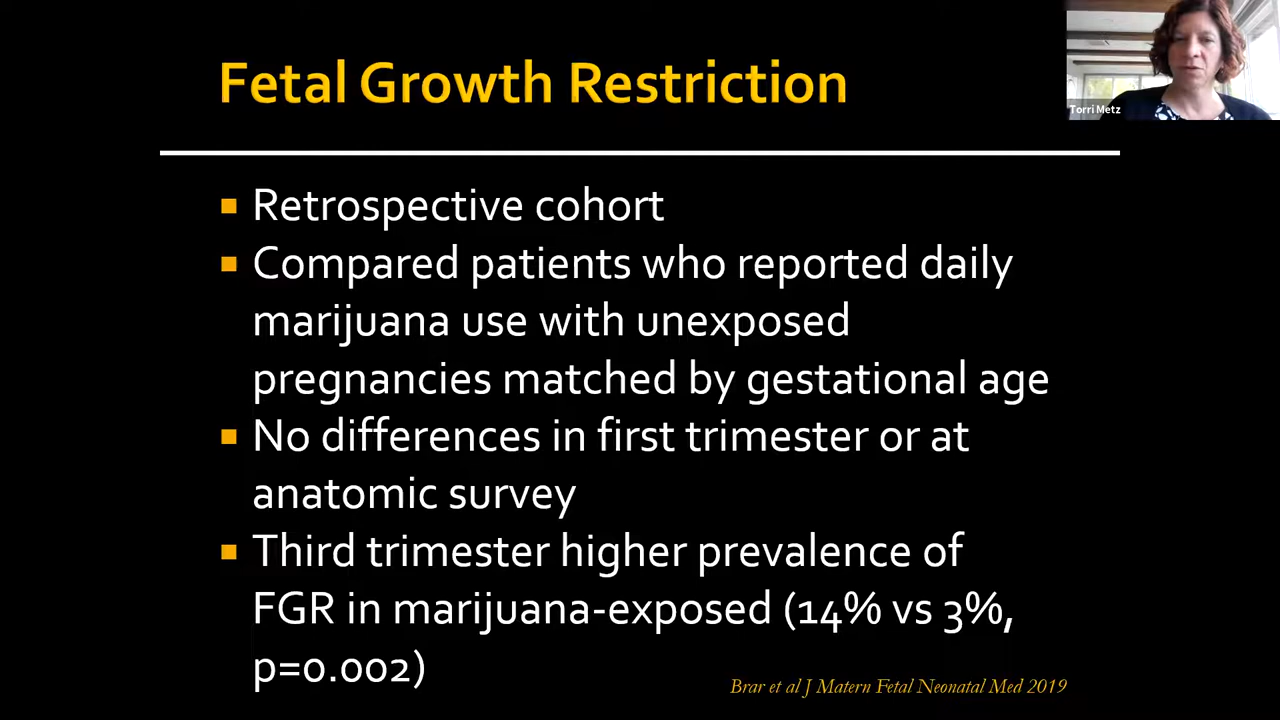 Fetal Growth Restriction
Torri Metz
▪ Retrospective cohort
▪ Compared patients who reported daily
marijuana use with unexposed
pregnancies matched by gestational age
▪ No differences in first trimester or at
anatomic survey
▪ Third trimester higher prevalence of
FGR in marijuana-exposed (14% vs 3%,
p=0.002)
Brar et al J Matern Fetal Neonatal Med 2019